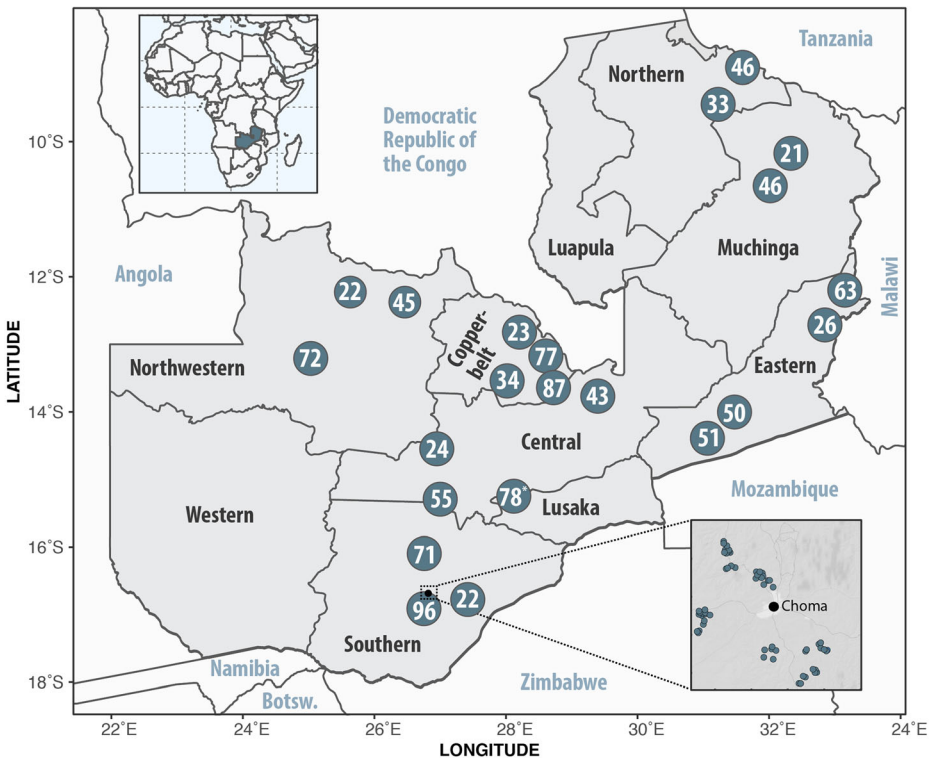 Tanzania
Northern
46
33
Democratic
Republic of
the Congo
10°S
21
46
Luapula
Muchinga
Angola
12°S
Malawi
63
22
45
26
23
Copper-
belt
77
Northwestern
72
Eastern
34
87
43
14°S
50
51
Central
24
55
78*
Mozambique
Western
Lusaka
16°S
71
96
22
Choma
Southern
Namibia
Zimbabwe
18°S
Botsw.
LATITUDE
22°E
24°E
26°E
28°E
30°E
32°E
24°E
LONGITUDE